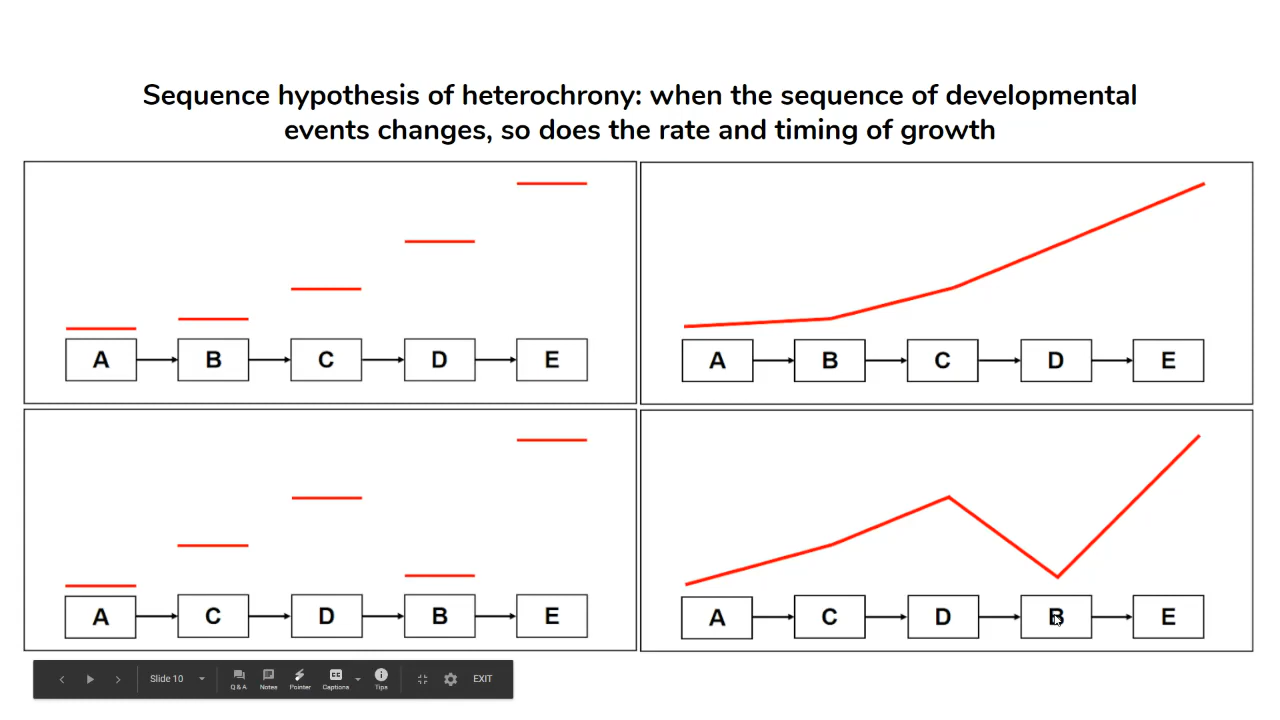 Sequence hypothesis of heterochrony: when the sequence of developmental
events changes, so does the rate and timing of growth
A B C D E
A B C D E
A C D B E
A C D B E
Slide 10 Q&A Notes Pointer Captions Tips EXIT
CC